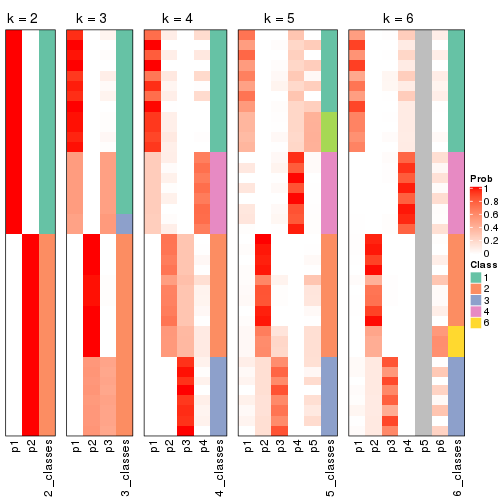 k = 2
k = 3
k = 4
k = 5
k = 6
p1
p2
2_classes
p1
p2
p3
3_classes
p1
p2
p3
p4
4_classes
p1
p2
p3
p4
p5
5_classes
p1
p2
p3
p4
p5
p6
6_classes
Prob
1
0.8
0.6
0.4
0.2
0
Class
1
2
3
4
5
6